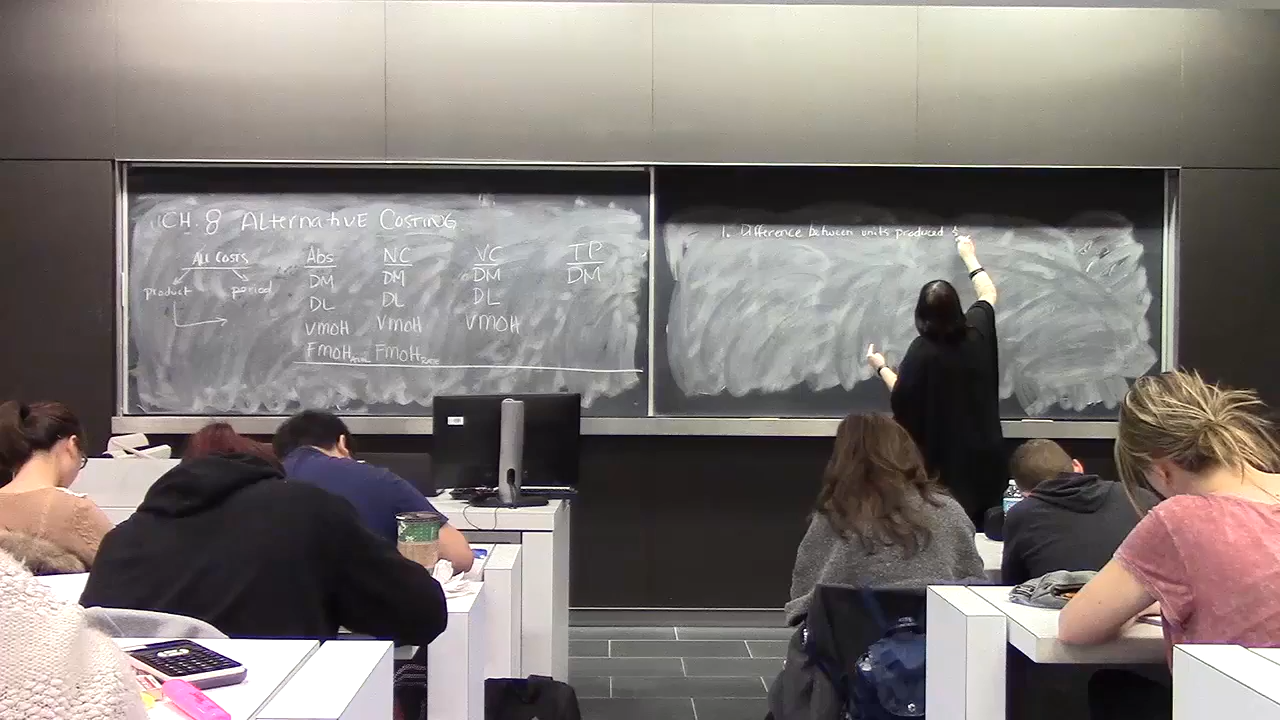 CH. 8 Alternative Costing
All Costs
product period
Abs NC VC TP
DM DM DM DM
DL DL DL
VMOH VMOH VMOH
FMOH FMOH
1. Difference between units produced &